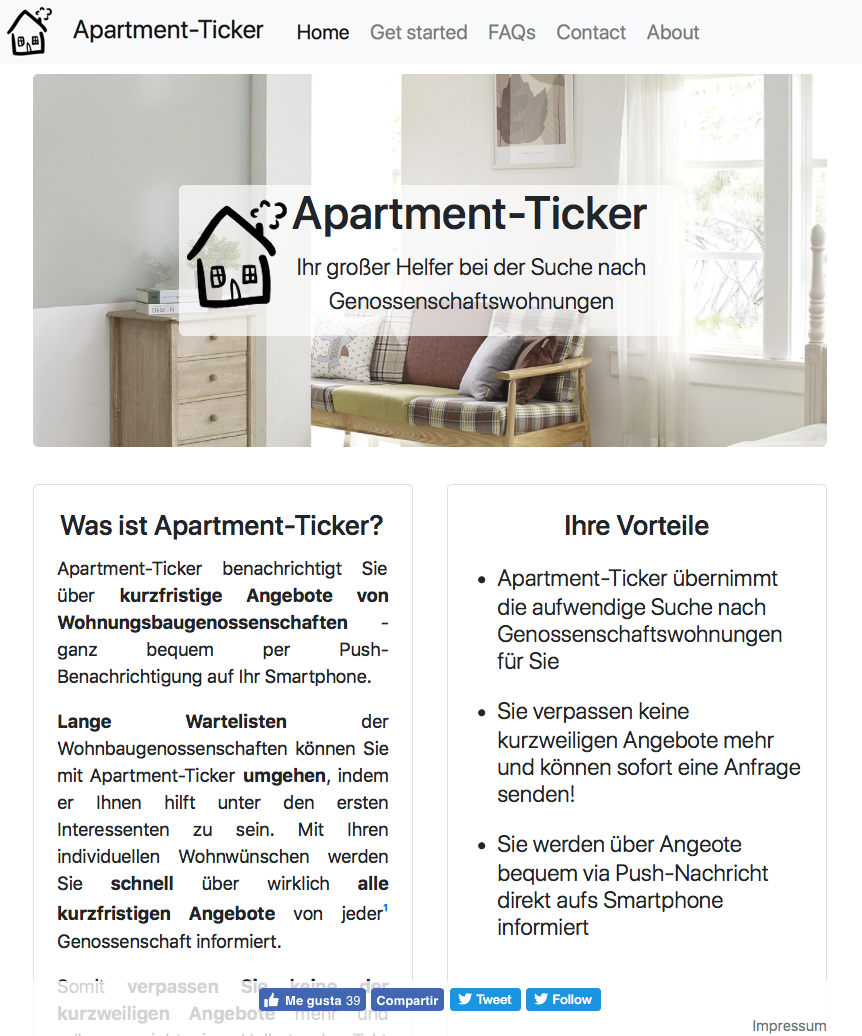 Apartment-Ticker Home Get started FAQs Contact About
Apartment-Ticker
Ihr großer Helfer bei der Suche nach
Genossenschaftswohnungen
DESIGN
Was ist Apartment-Ticker?
Apartment-Ticker benachrichtigt Sie
über kurzfristige Angebote von
Wohnungsbaugenossenschaften -
ganz bequem per Push-
Benachrichtigung auf Ihr Smartphone.
Lange Wartelisten der
Wohnbaugenossenschaften können Sie
mit Apartment-Ticker umgehen, indem
er Ihnen hilft unter den ersten
Interessenten zu sein. Mit Ihren
individuellen Wohnwünschen werden
Sie schnell über wirklich alle
kurzfristigen Angebote von jeder¹
Genossenschaft informiert.
Somit verpassen Sie keine der
kurzweiligen Angebote mehr und
Ihre Vorteile
• Apartment-Ticker übernimmt
die aufwendige Suche nach
Genossenschaftswohnungen
für Sie
• Sie verpassen keine
kurzweiligen Angebote mehr
und können sofort eine Anfrage
senden!
• Sie werden über Angeote
bequem via Push-Nachricht
direkt aufs Smartphone
informiert
Me gusta 39 Compartir Tweet Follow
Impressum